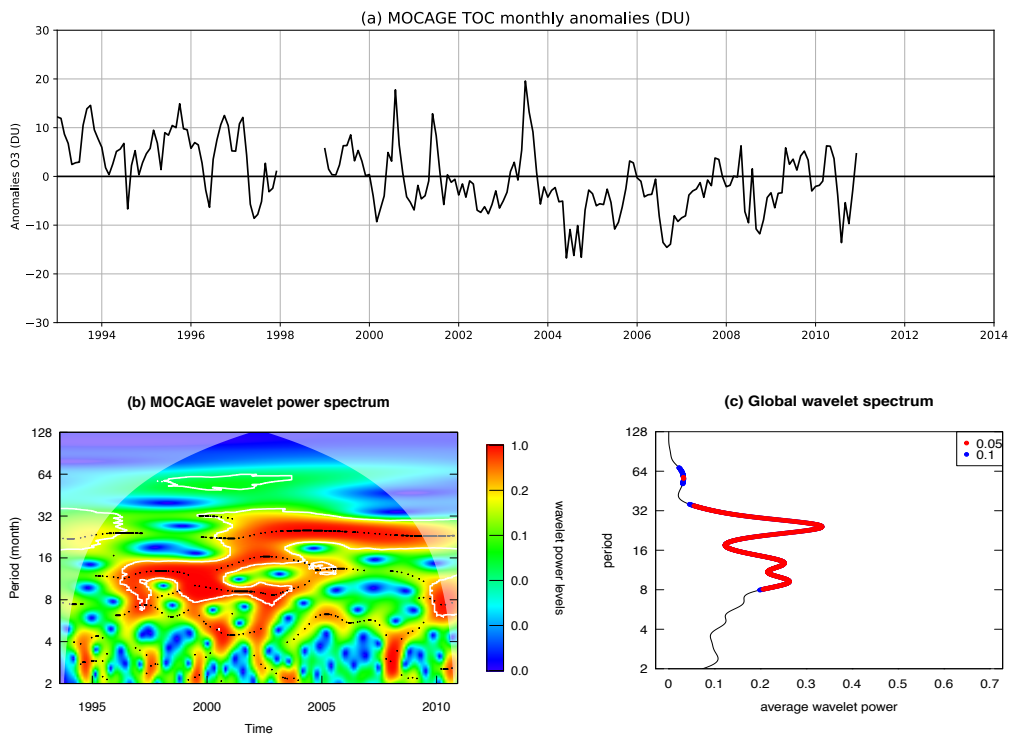 (a) MOCAGE TOC monthly anomalies (DU)
30
20
10
0
−10
−20
−30
Anomalies O3 (DU)
1994 1996 1998 2000 2002 2004 2006 2008 2010 2012 2014
(b) MOCAGE wavelet power spectrum
128
64
32
16
8
4
2
Period (month)
1995 2000 2005 2010
Time
1.0
0.2
0.1
0.0
0.0
0.0
wavelet power levels
(c) Global wavelet spectrum
0.05
0.1
128
64
32
16
8
4
2
period
0 0.1 0.2 0.3 0.4 0.5 0.6 0.7
average wavelet power